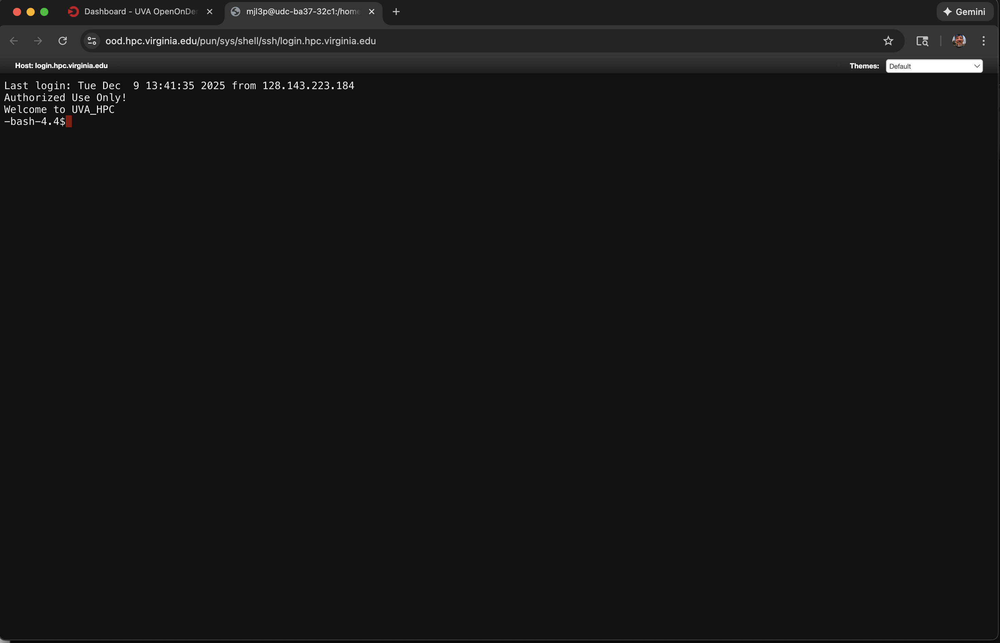 Dashboard - UVA OpenOnDe
mjl3p@udc-ba37-32c1:/home
Gemini
ood.hpc.virginia.edu/pun/sys/shell/ssh/login.hpc.virginia.edu
Host: login.hpc.virginia.edu
Themes: Default
Last login: Tue Dec  9 13:41:35 2025 from 128.143.223.184
Authorized Use Only!
Welcome to UVA_HPC
-bash-4.4$